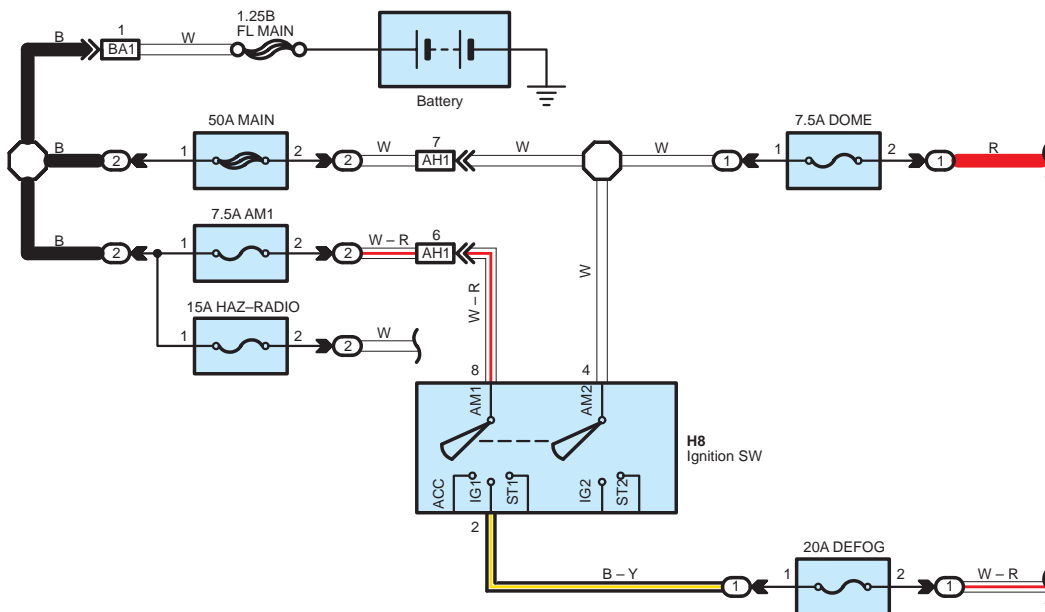 1.25B
FL MAIN
B
1
BA1
W
Battery
50A MAIN
7
7.5A DOME
B
2
1
2
2
W
AH1
W
W
1
1
2
1
R
7.5A AM1
6
B
2
1
2
2
W – R
AH1
W – R
W
15A HAZ–RADIO
1
2
2
W
8
4
AM1
AM2
H8
Ignition SW
ACC
IG1
ST1
IG2
ST2
2
20A DEFOG
B – Y
1
1
2
1
W – R